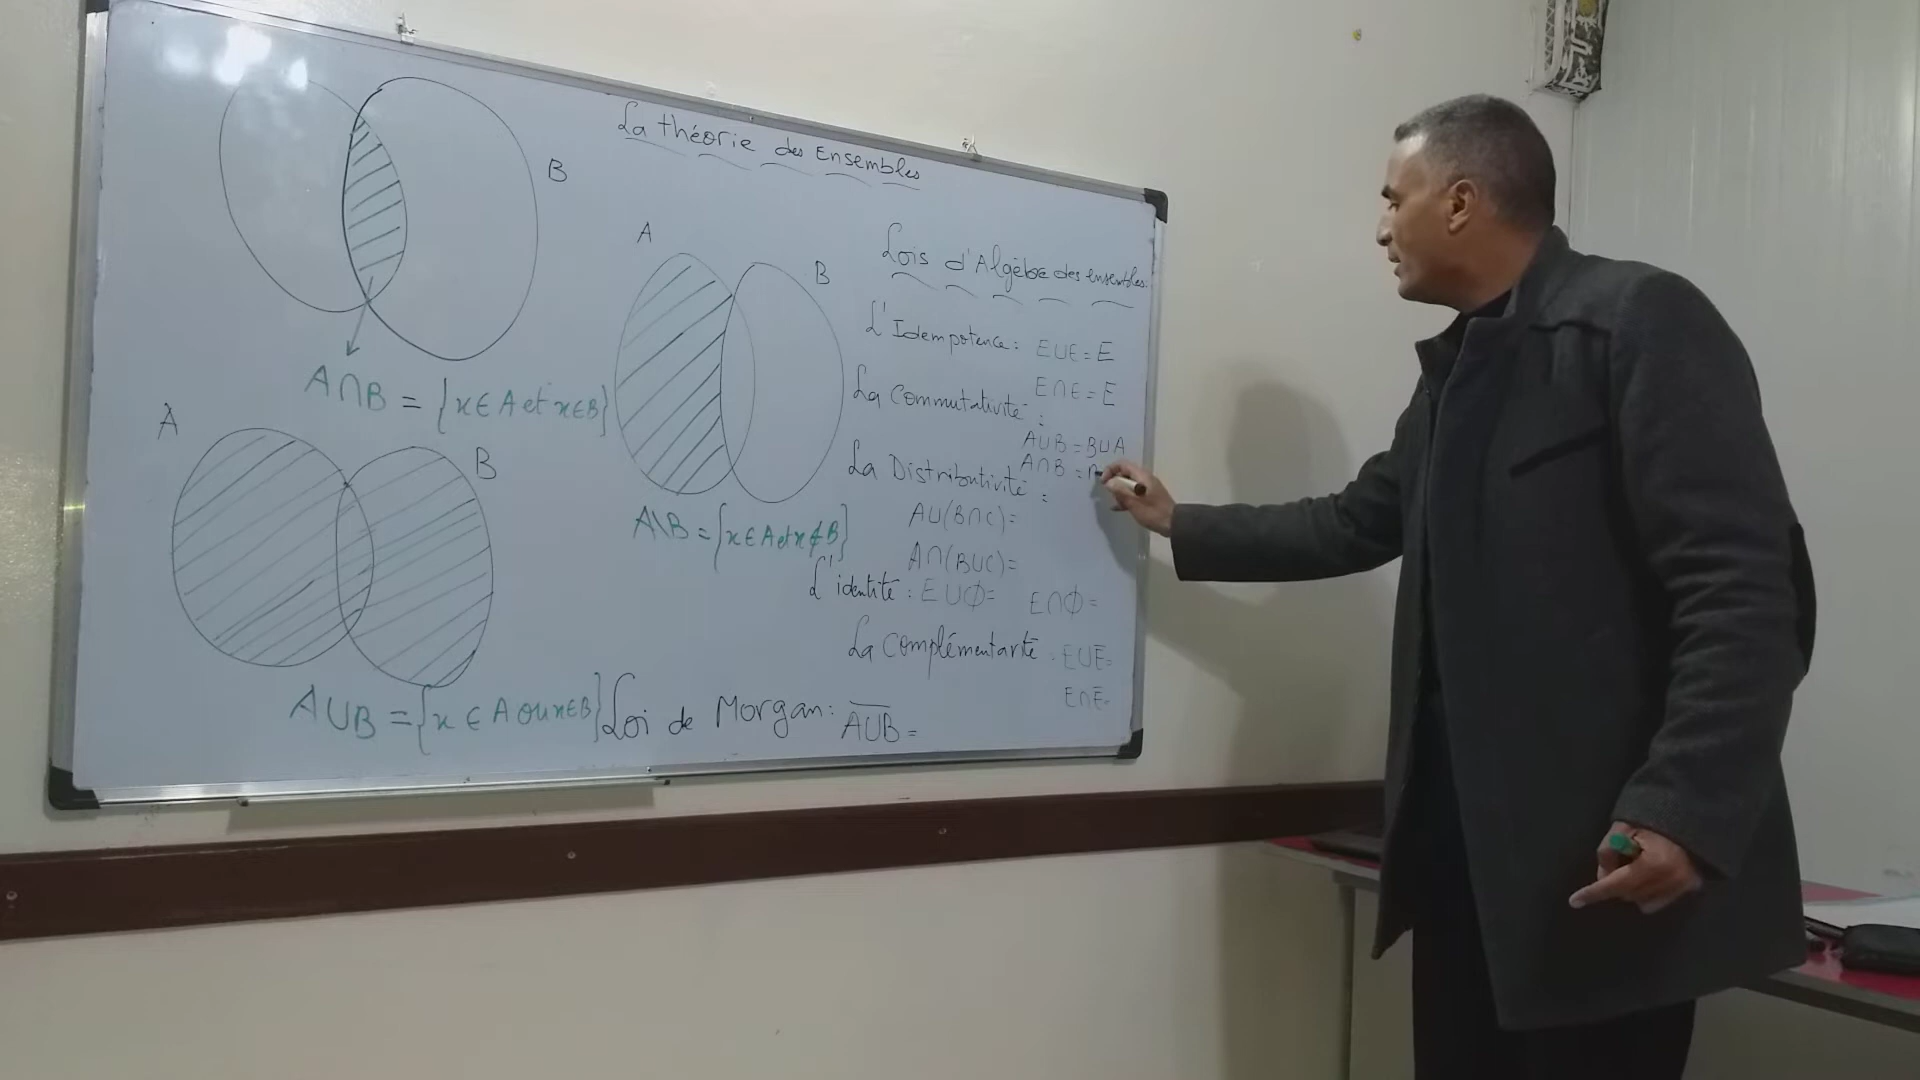 La théorie des Ensembles
B
A∩B = {x∈A et x∈B}
A
B
A∪B = {x∈A ou x∈B}
A
B
A\B = {x∈A et x∉B}
Lois d'Algèbre des ensembles.
L'Idempotence : E∪E = E
E∩E = E
La Commutativité :
A∪B = B∪A
A∩B =
La Distributivité :
A∪(B∩C)=
A∩(B∪C)=
L'identité : E∪Φ= E∩Φ=
La Complémentarité : E∪E̅=
E∩E̅=
Loi de Morgan : A̅∪̅B̅ =